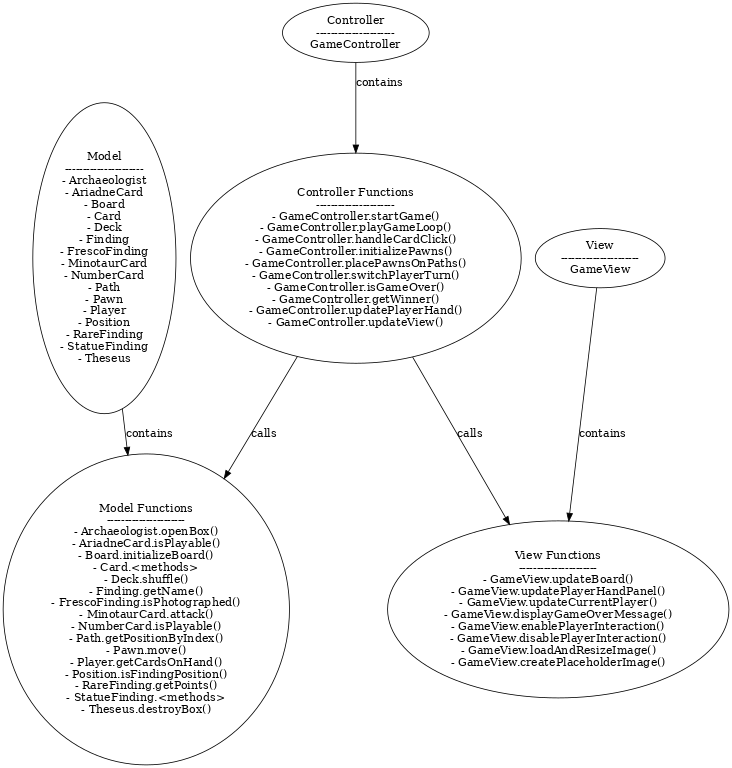 Controller
--------------------
GameController
contains
Model
--------------------
- Archaeologist
- AriadneCard
- Board
- Card
- Deck
- Finding
- FrescoFinding
- MinotaurCard
- NumberCard
- Path
- Pawn
- Player
- Position
- RareFinding
- StatueFinding
- Theseus
Controller Functions
--------------------
- GameController.startGame()
- GameController.playGameLoop()
- GameController.handleCardClick()
- GameController.initializePawns()
- GameController.placePawnsOnPaths()
- GameController.switchPlayerTurn()
- GameController.isGameOver()
- GameController.getWinner()
- GameController.updatePlayerHand()
- GameController.updateView()
View
--------------------
GameView
contains
calls
calls
contains
Model Functions
--------------------
- Archaeologist.openBox()
- AriadneCard.isPlayable()
- Board.initializeBoard()
- Card.<methods>
- Deck.shuffle()
- Finding.getName()
- FrescoFinding.isPhotographed()
- MinotaurCard.attack()
- NumberCard.isPlayable()
- Path.getPositionByIndex()
- Pawn.move()
- Player.getCardsOnHand()
- Position.isFindingPosition()
- RareFinding.getPoints()
- StatueFinding.<methods>
- Theseus.destroyBox()
View Functions
--------------------
- GameView.updateBoard()
- GameView.updatePlayerHandPanel()
- GameView.updateCurrentPlayer()
- GameView.displayGameOverMessage()
- GameView.enablePlayerInteraction()
- GameView.disablePlayerInteraction()
- GameView.loadAndResizeImage()
- GameView.createPlaceholderImage()